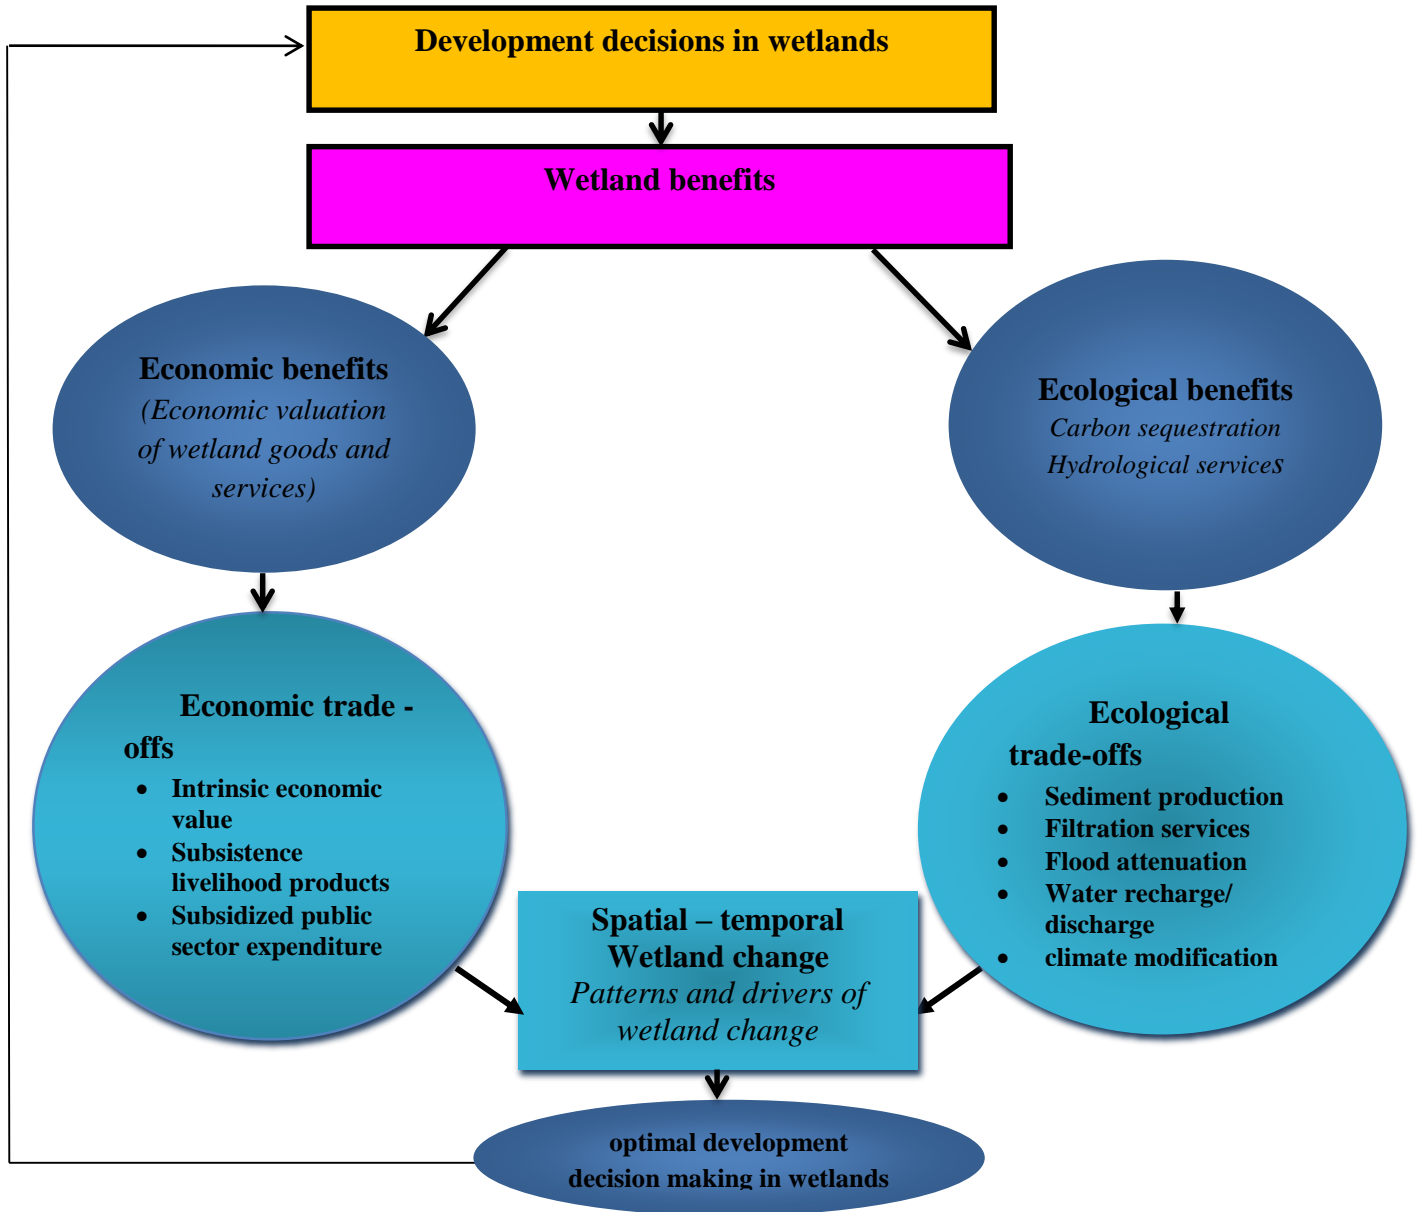 Development decisions in wetlands
Wetland benefits
Economic benefits
(Economic valuation
of wetland goods and
services)
Ecological benefits
Carbon sequestration
Hydrological services
Economic trade -
offs
• Intrinsic economic
value
• Subsistence
livelihood products
• Subsidized public
sector expenditure
Ecological
trade-offs
• Sediment production
• Filtration services
• Flood attenuation
• Water recharge/
discharge
• climate modification
Spatial – temporal
Wetland change
Patterns and drivers of
wetland change
optimal development
decision making in wetlands